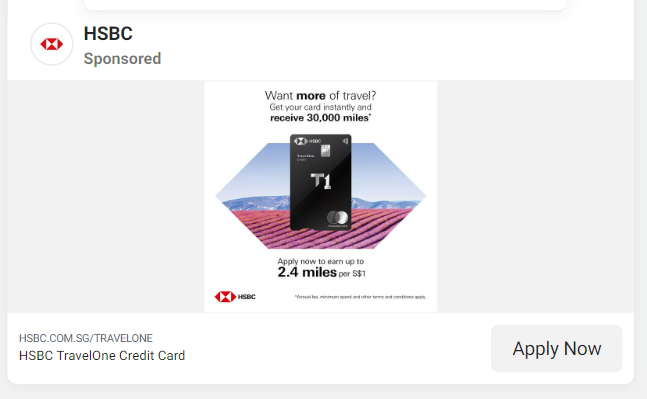 HSBC
Sponsored
Want more of travel?
Get your card instantly and
receive 30,000 miles*
HSBC
TravelOne
Credit
T1
Apply now to earn up to
2.4 miles per S$1
HSBC
*Annual fee, minimum spend and other terms and conditions apply.
HSBC.COM.SG/TRAVELONE
HSBC TravelOne Credit Card
Apply Now